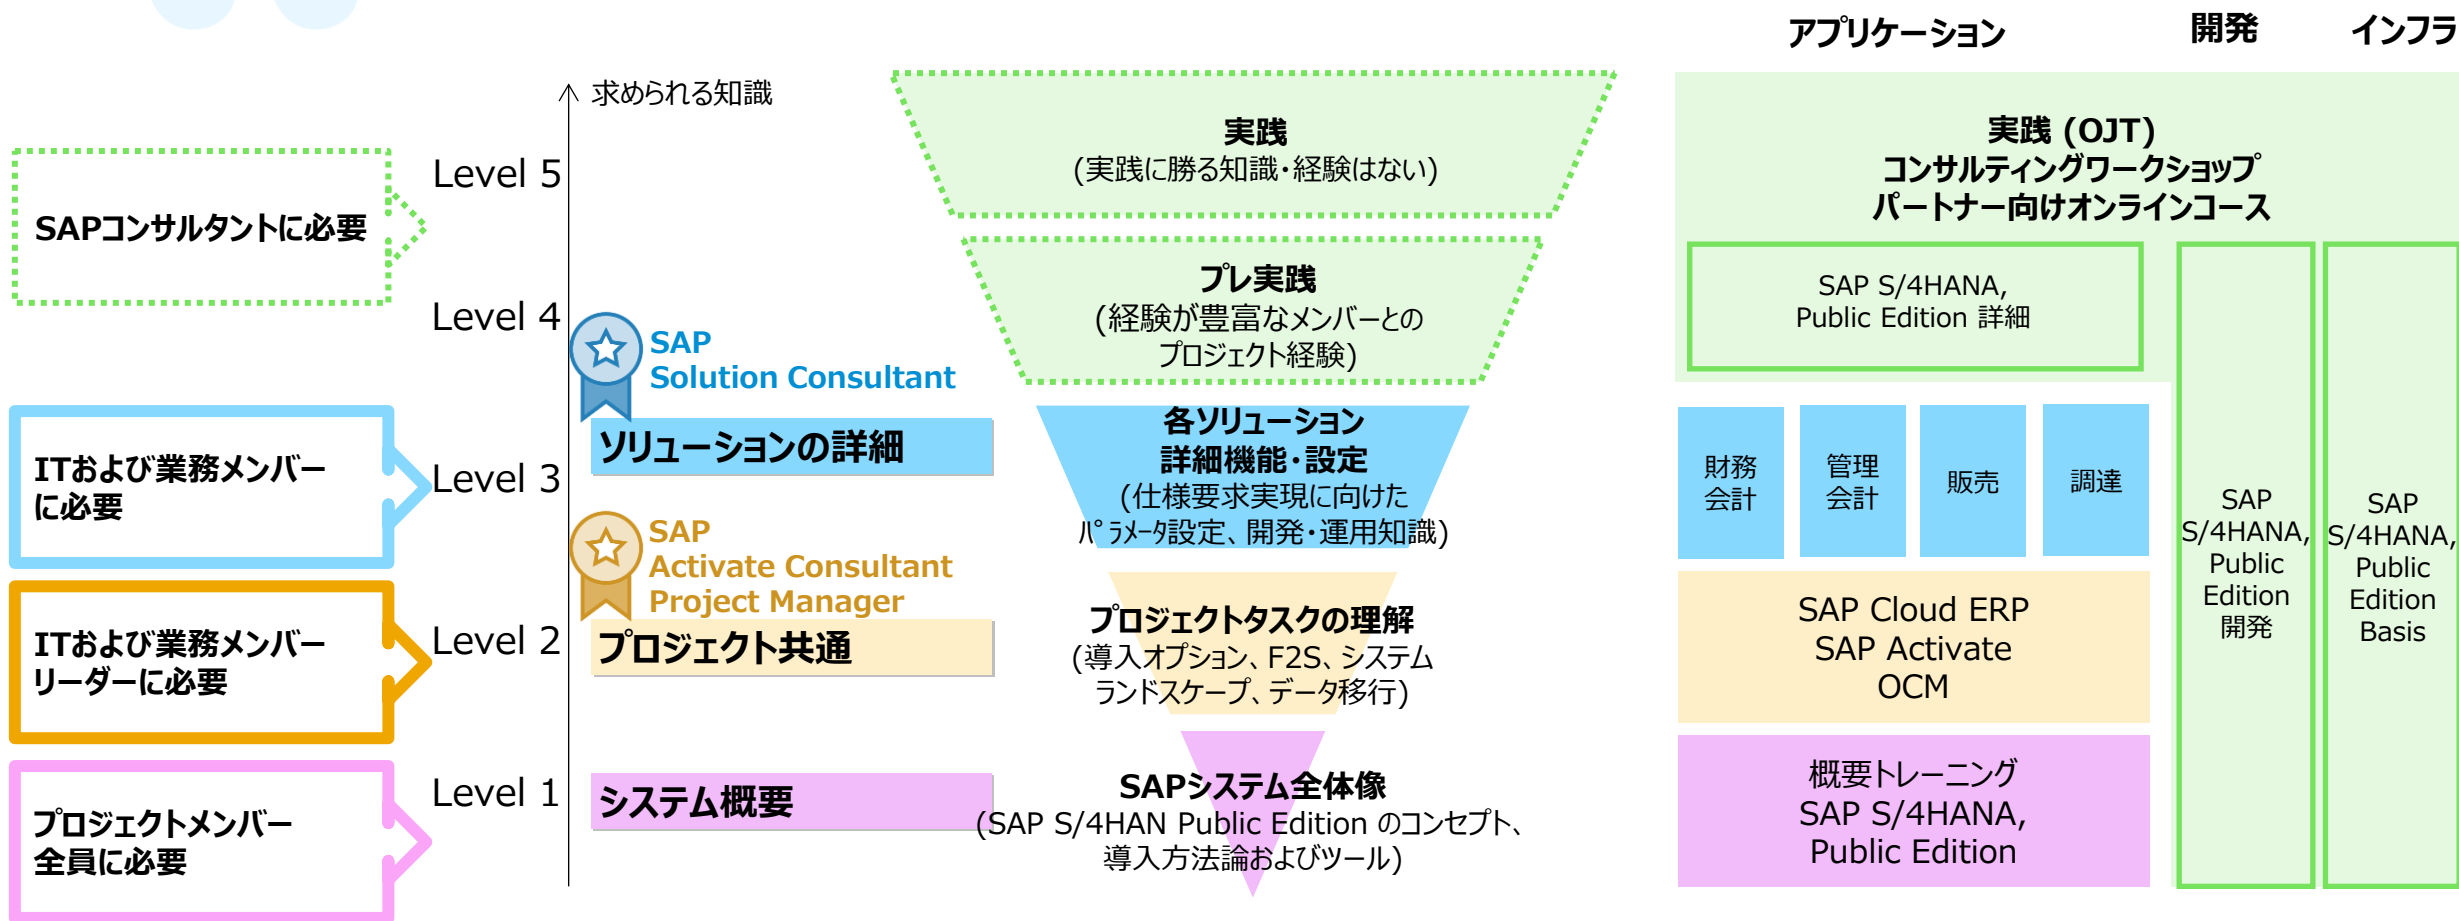 アプリケーション
開発
インフラ
求められる知識
Level 5
Level 4
Level 3
Level 2
Level 1
SAPコンサルタントに必要
ITおよび業務メンバー
に必要
ITおよび業務メンバー
リーダーに必要
プロジェクトメンバー
全員に必要
SAP
Solution Consultant
ソリューションの詳細
SAP
Activate Consultant
Project Manager
プロジェクト共通
システム概要
実践
(実践に勝る知識・経験はない)
プレ実践
(経験が豊富なメンバーとの
プロジェクト経験)
各ソリューション
詳細機能・設定
(仕様要求実現に向けた
パラメータ設定、開発・運用知識)
プロジェクトタスクの理解
(導入オプション、F2S、システム
ランドスケープ、データ移行)
SAPシステム全体像
(SAP S/4HAN Public Edition のコンセプト、
導入方法論およびツール)
実践 (OJT)
コンサルティングワークショップ
パートナー向けオンラインコース
SAP S/4HANA,
Public Edition 詳細
財務
会計
管理
会計
販売
調達
SAP Cloud ERP
SAP Activate
OCM
概要トレーニング
SAP S/4HANA,
Public Edition
SAP
S/4HANA,
Public
Edition
開発
SAP
S/4HANA,
Public
Edition
Basis